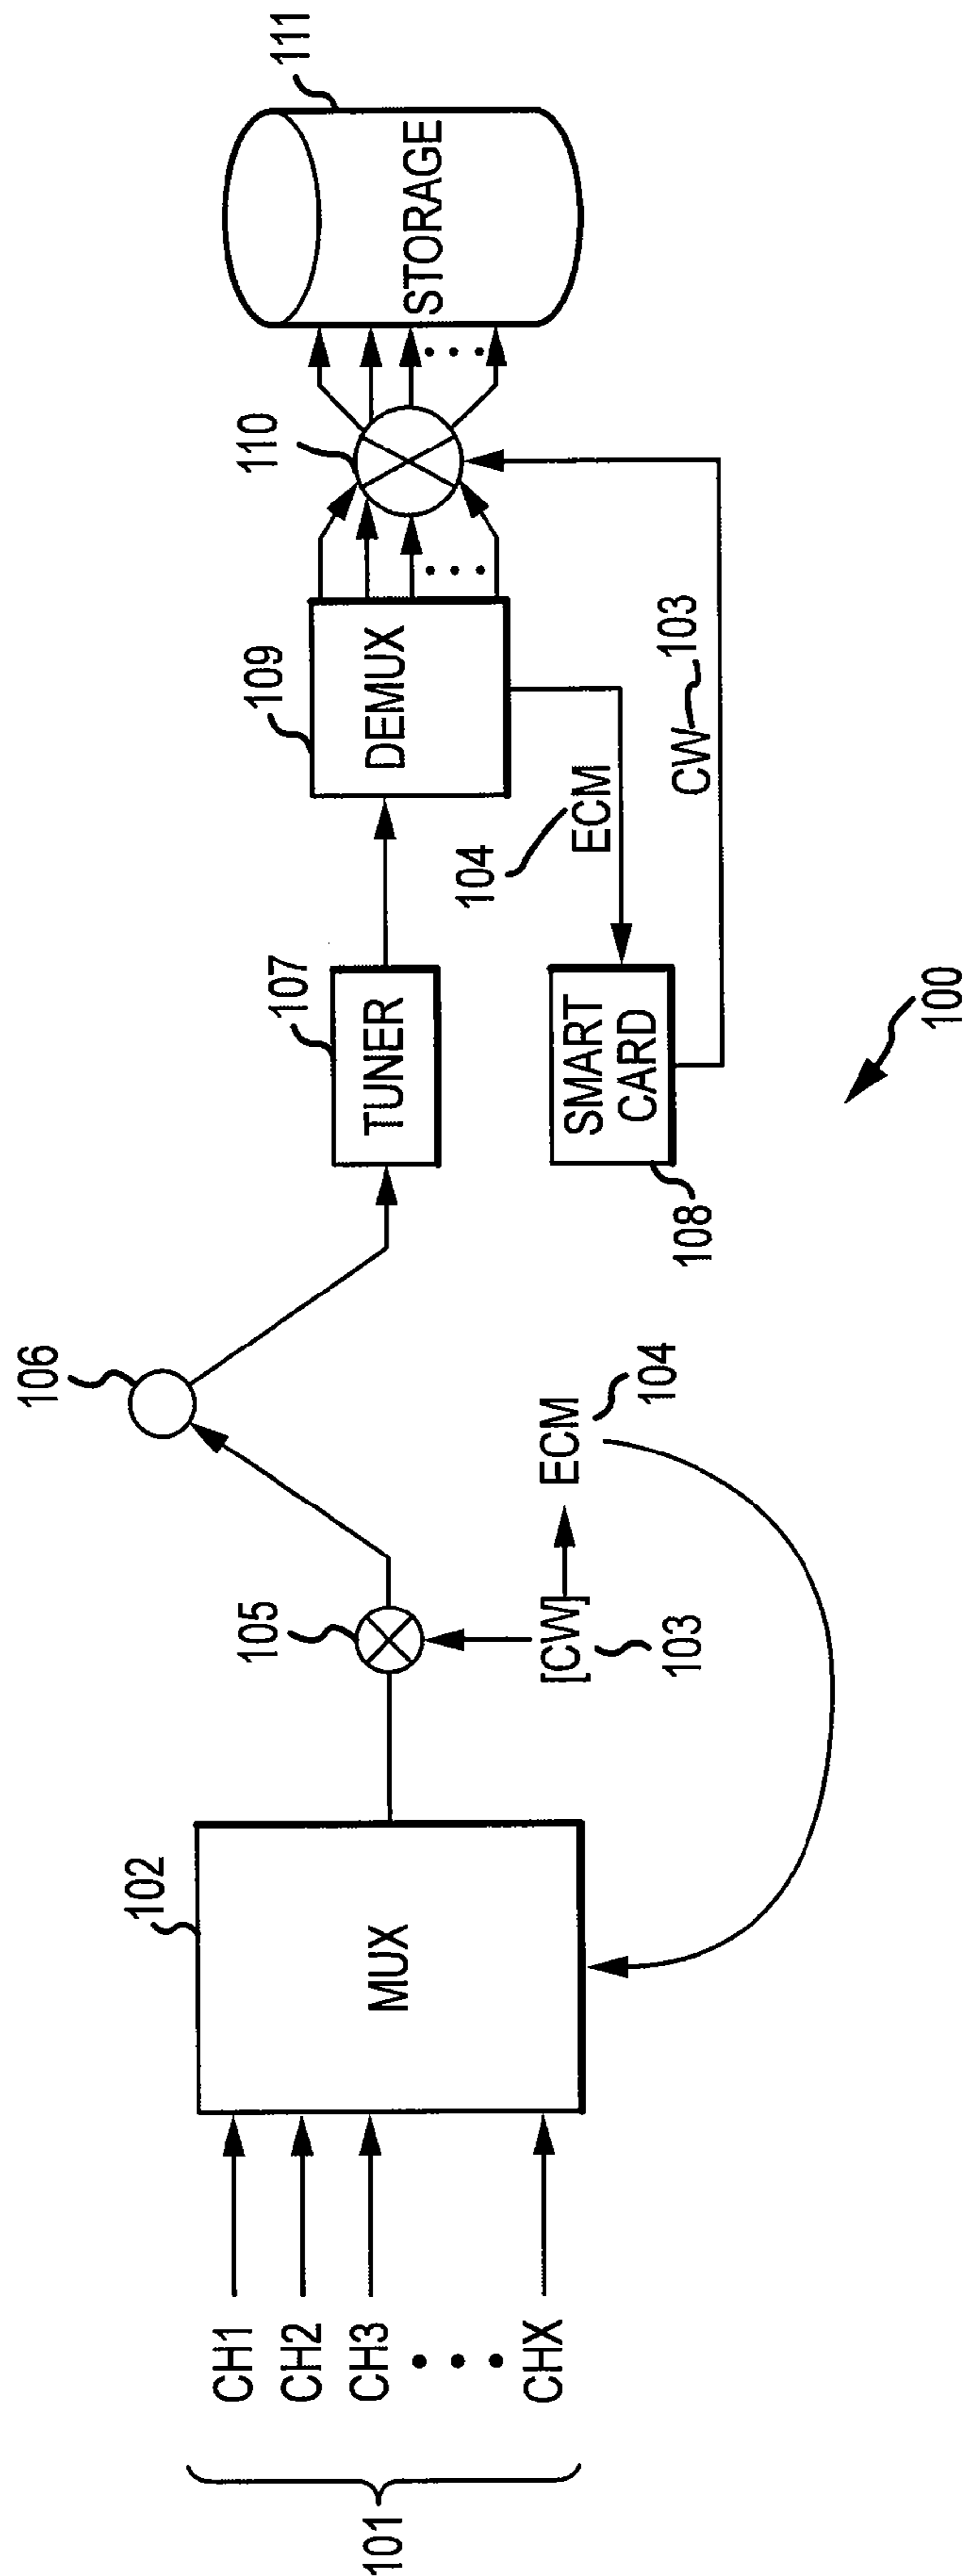 101
CH1
CH2
CH3
CHX
102
MUX
105
[CW]
103
ECM
104
106
107
TUNER
108
SMART
CARD
109
DEMUX
104
ECM
CW
103
110
111
STORAGE
100